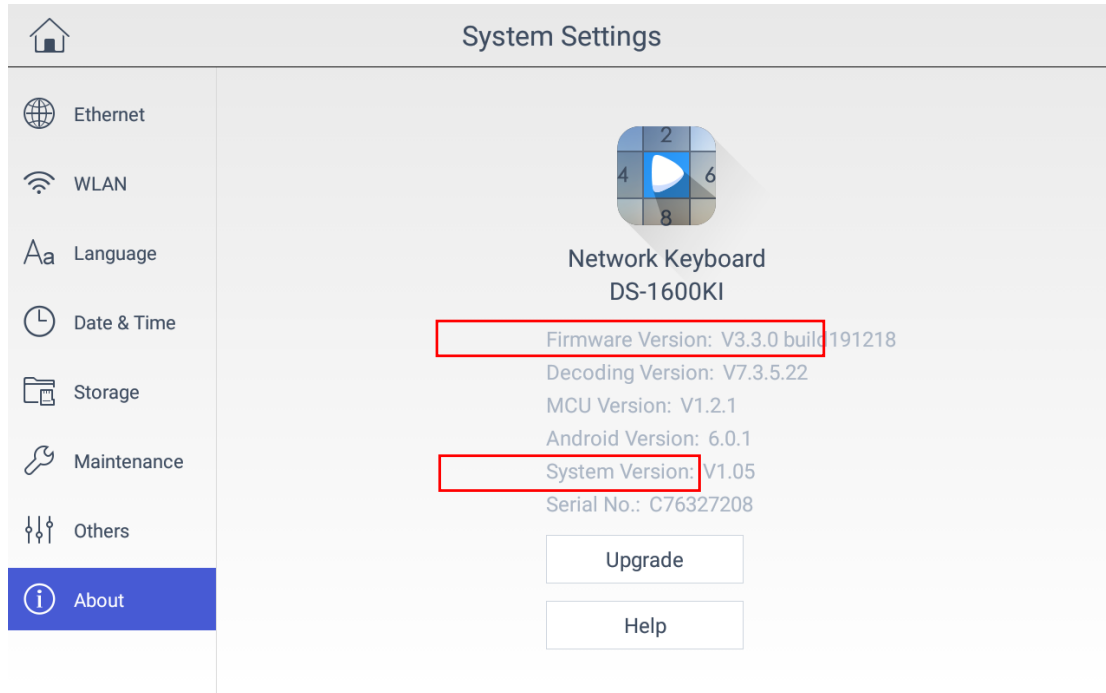 System Settings
Ethernet
WLAN
Aa Language
Date & Time
Storage
Maintenance
Others
i About
2
4 6
8
Network Keyboard
DS-1600KI
Firmware Version: V3.3.0 build191218
Decoding Version: V7.3.5.22
MCU Version: V1.2.1
Android Version: 6.0.1
System Version: V1.05
Serial No.: C76327208
Upgrade
Help